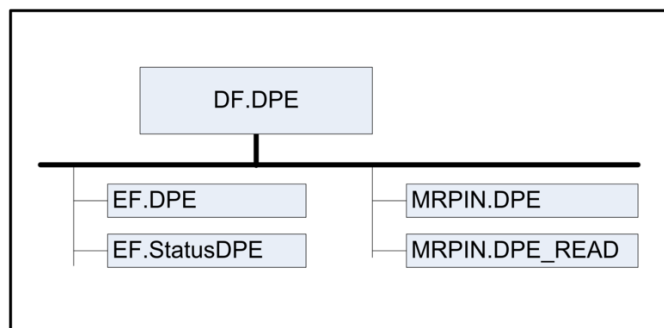 DF.DPE
EF.DPE
MRPIN.DPE
EF.StatusDPE
MRPIN.DPE_READ